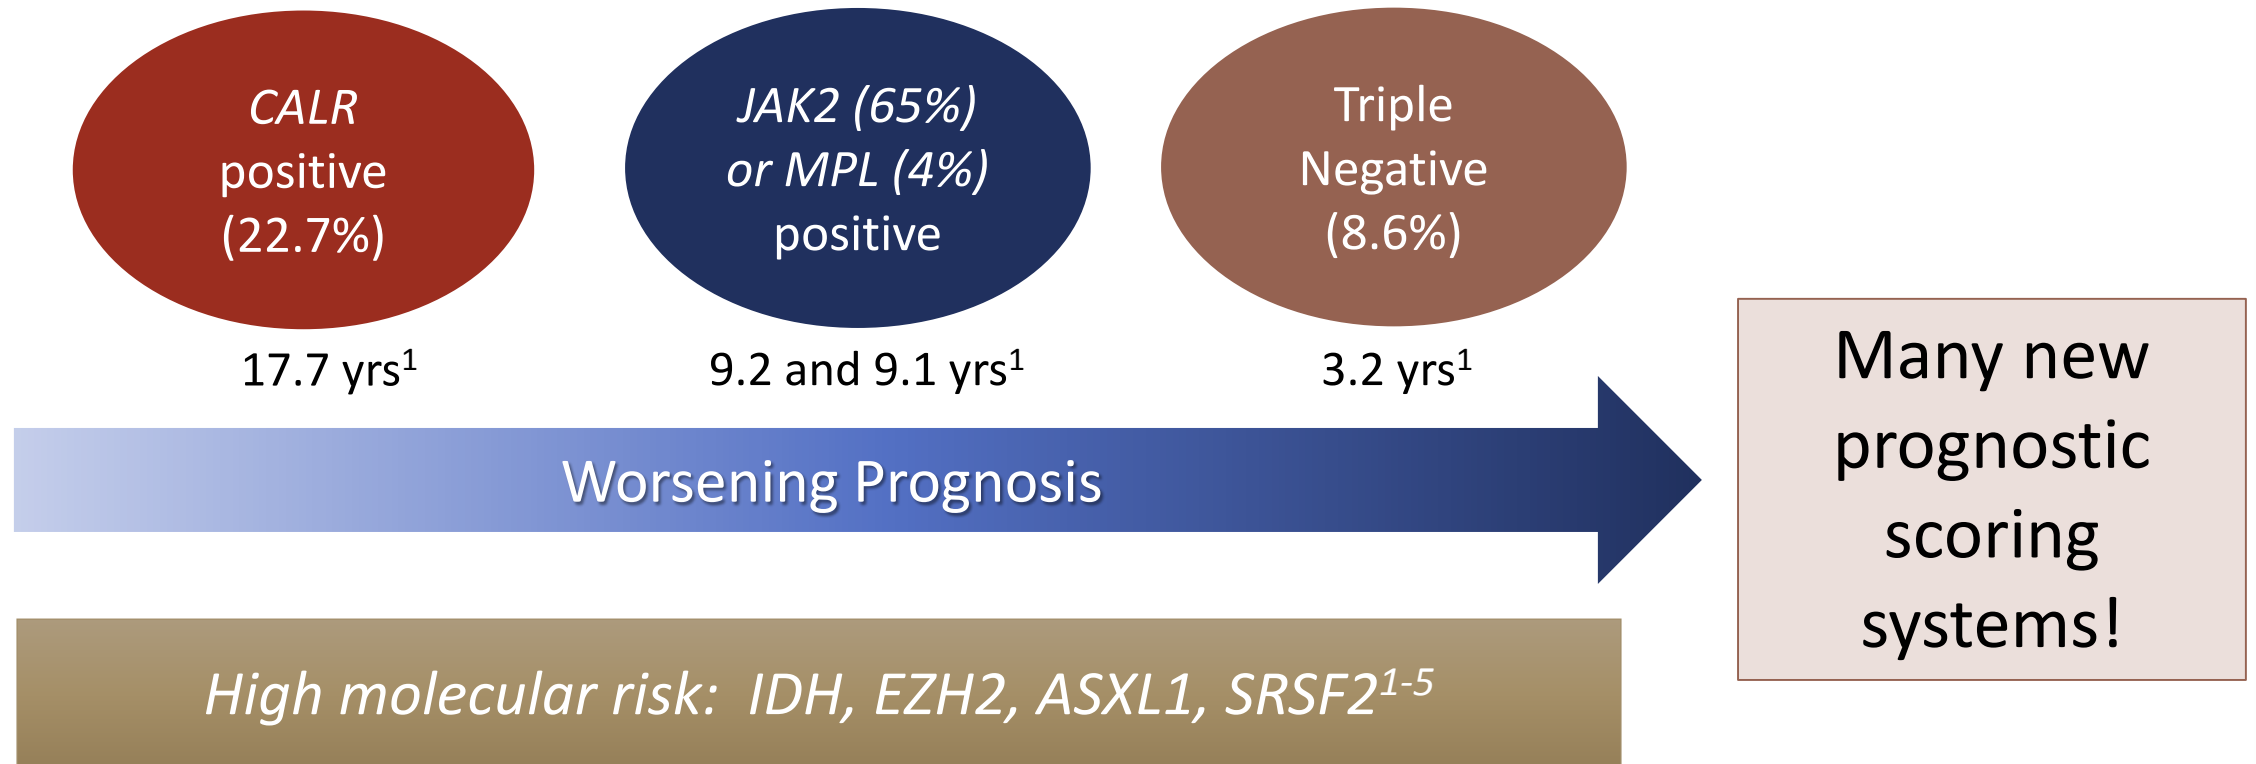 CALR
positive
(22.7%)
JAK2 (65%)
or MPL (4%)
positive
Triple
Negative
(8.6%)
17.7 yrs¹
9.2 and 9.1 yrs¹
3.2 yrs¹
Worsening Prognosis
High molecular risk:  IDH, EZH2, ASXL1, SRSF2¹⁻⁵
Many new
prognostic
scoring
systems!